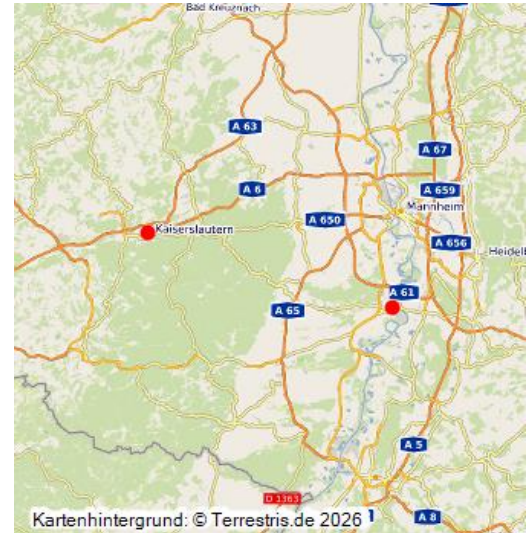 Bad Kreuznach
A 63
A 67
A 6
A 659
Mannheim
A 650
Kaiserslautern
A 656
Heidelb
A 61
A 65
A 5
D 1363
A 8
Kartenhintergrund: © Terrestris.de 2026